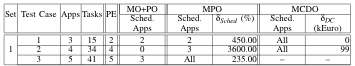 Set Test Case Apps Tasks PE MO+PO MPO MCDO
Sched. Apps Sched. Apps δSched (%) Sched. Apps δDC (kEuro)
1 1 3 15 2 2 2 450.00 All 0
2 4 34 4 0 3 3600.00 All 99
3 5 41 5 3 All 235.00 – –